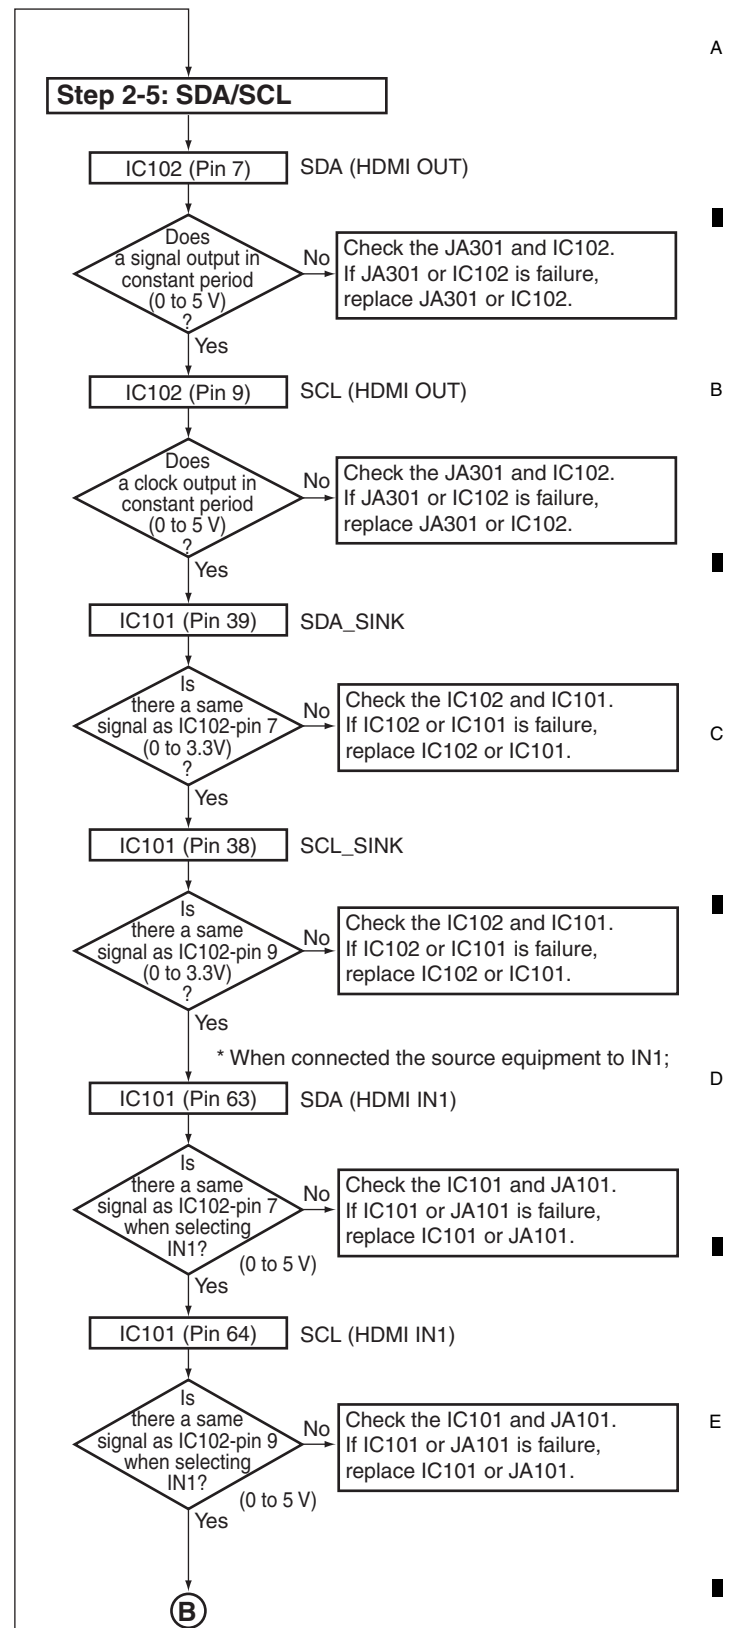 A
Step 2-5: SDA/SCL
IC102 (Pin 7)
SDA (HDMI OUT)
Does
a signal output in
constant period
(0 to 5 V)
?
No
Check the JA301 and IC102.
If JA301 or IC102 is failure,
replace JA301 or IC102.
Yes
IC102 (Pin 9)
SCL (HDMI OUT)
B
Does
a clock output in
constant period
(0 to 5 V)
?
No
Check the JA301 and IC102.
If JA301 or IC102 is failure,
replace JA301 or IC102.
Yes
IC101 (Pin 39)
SDA_SINK
Is
there a same
signal as IC102-pin 7
(0 to 3.3V)
?
No
Check the IC102 and IC101.
If IC102 or IC101 is failure,
replace IC102 or IC101.
C
Yes
IC101 (Pin 38)
SCL_SINK
Is
there a same
signal as IC102-pin 9
(0 to 3.3V)
?
No
Check the IC102 and IC101.
If IC102 or IC101 is failure,
replace IC102 or IC101.
Yes
* When connected the source equipment to IN1;
D
IC101 (Pin 63)
SDA (HDMI IN1)
Is
there a same
signal as IC102-pin 7
when selecting
IN1?
(0 to 5 V)
No
Check the IC101 and JA101.
If IC101 or JA101 is failure,
replace IC101 or JA101.
Yes
IC101 (Pin 64)
SCL (HDMI IN1)
Is
there a same
signal as IC102-pin 9
when selecting
IN1?
(0 to 5 V)
No
Check the IC101 and JA101.
If IC101 or JA101 is failure,
replace IC101 or JA101.
E
Yes
B